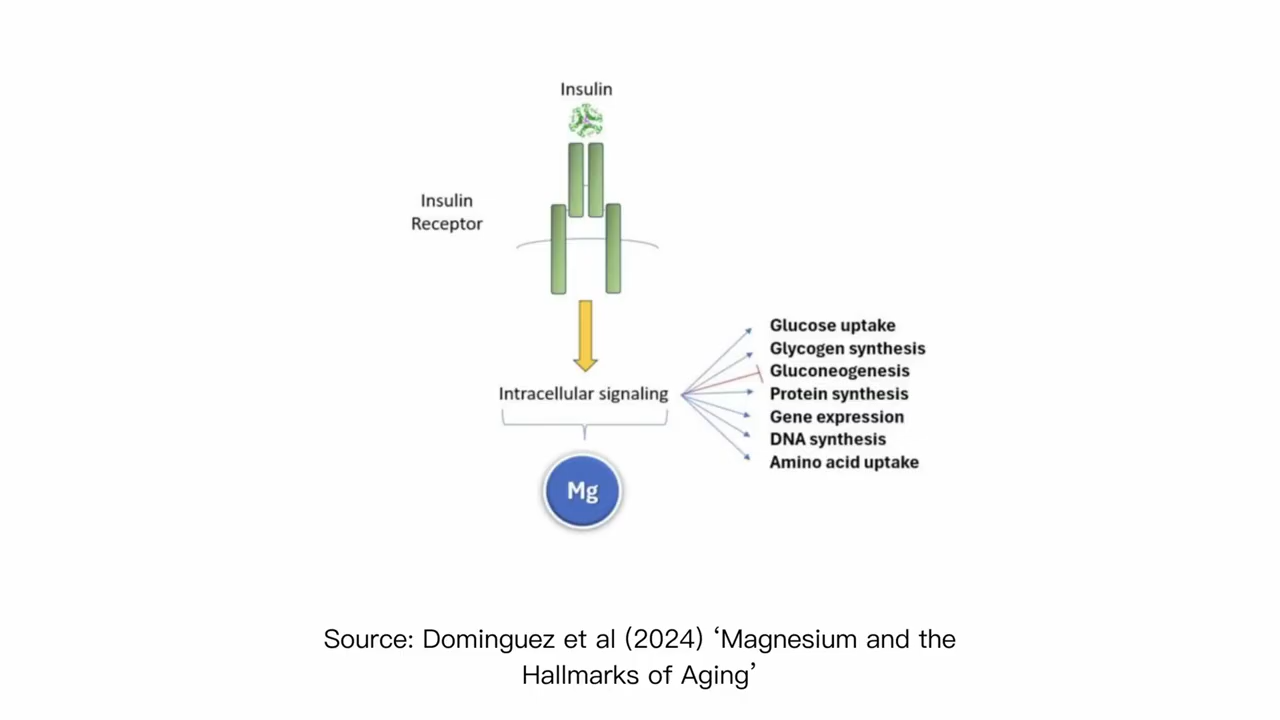 Insulin
Insulin
Receptor
Glucose uptake
Glycogen synthesis
Gluconeogenesis
Intracellular signaling
Protein synthesis
Gene expression
DNA synthesis
Amino acid uptake
Mg
Source: Dominguez et al (2024) ‘Magnesium and the
Hallmarks of Aging’